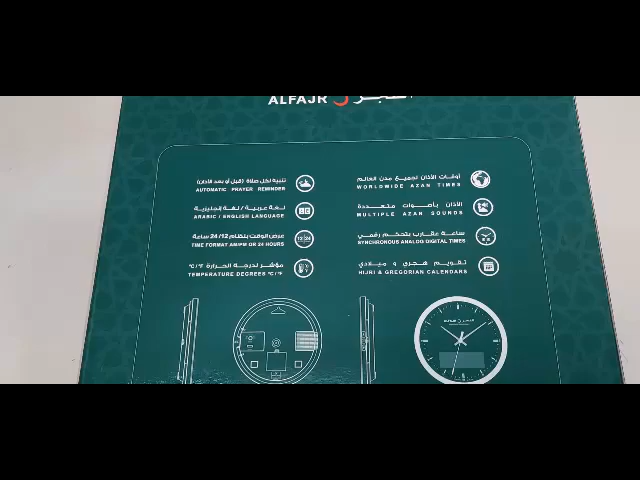 ALFAJR الفجر
أوقات الأذان لجميع مدن العالم
WORLDWIDE AZAN TIMES
الأذان بأصوات متعددة
MULTIPLE AZAN SOUNDS
ساعة عقارب بتحكم رقمي
SYNCHRONOUS ANALOG DIGITAL TIMES
تقويم هجري و ميلادي
HIJRI & GREGORIAN CALENDARS
تنبيه لكل صلاة (قبل أو بعد الأذان)
AUTOMATIC PRAYER REMINDER
لغة عربية / لغة إنجليزية
ARABIC / ENGLISH LANGUAGE
عرض الوقت بنظام 12/ 24 ساعة
TIME FORMAT AM/PM OR 24 HOURS
مؤشر لدرجة الحرارة °C/°F
TEMPERATURE DEGREES °C/°F